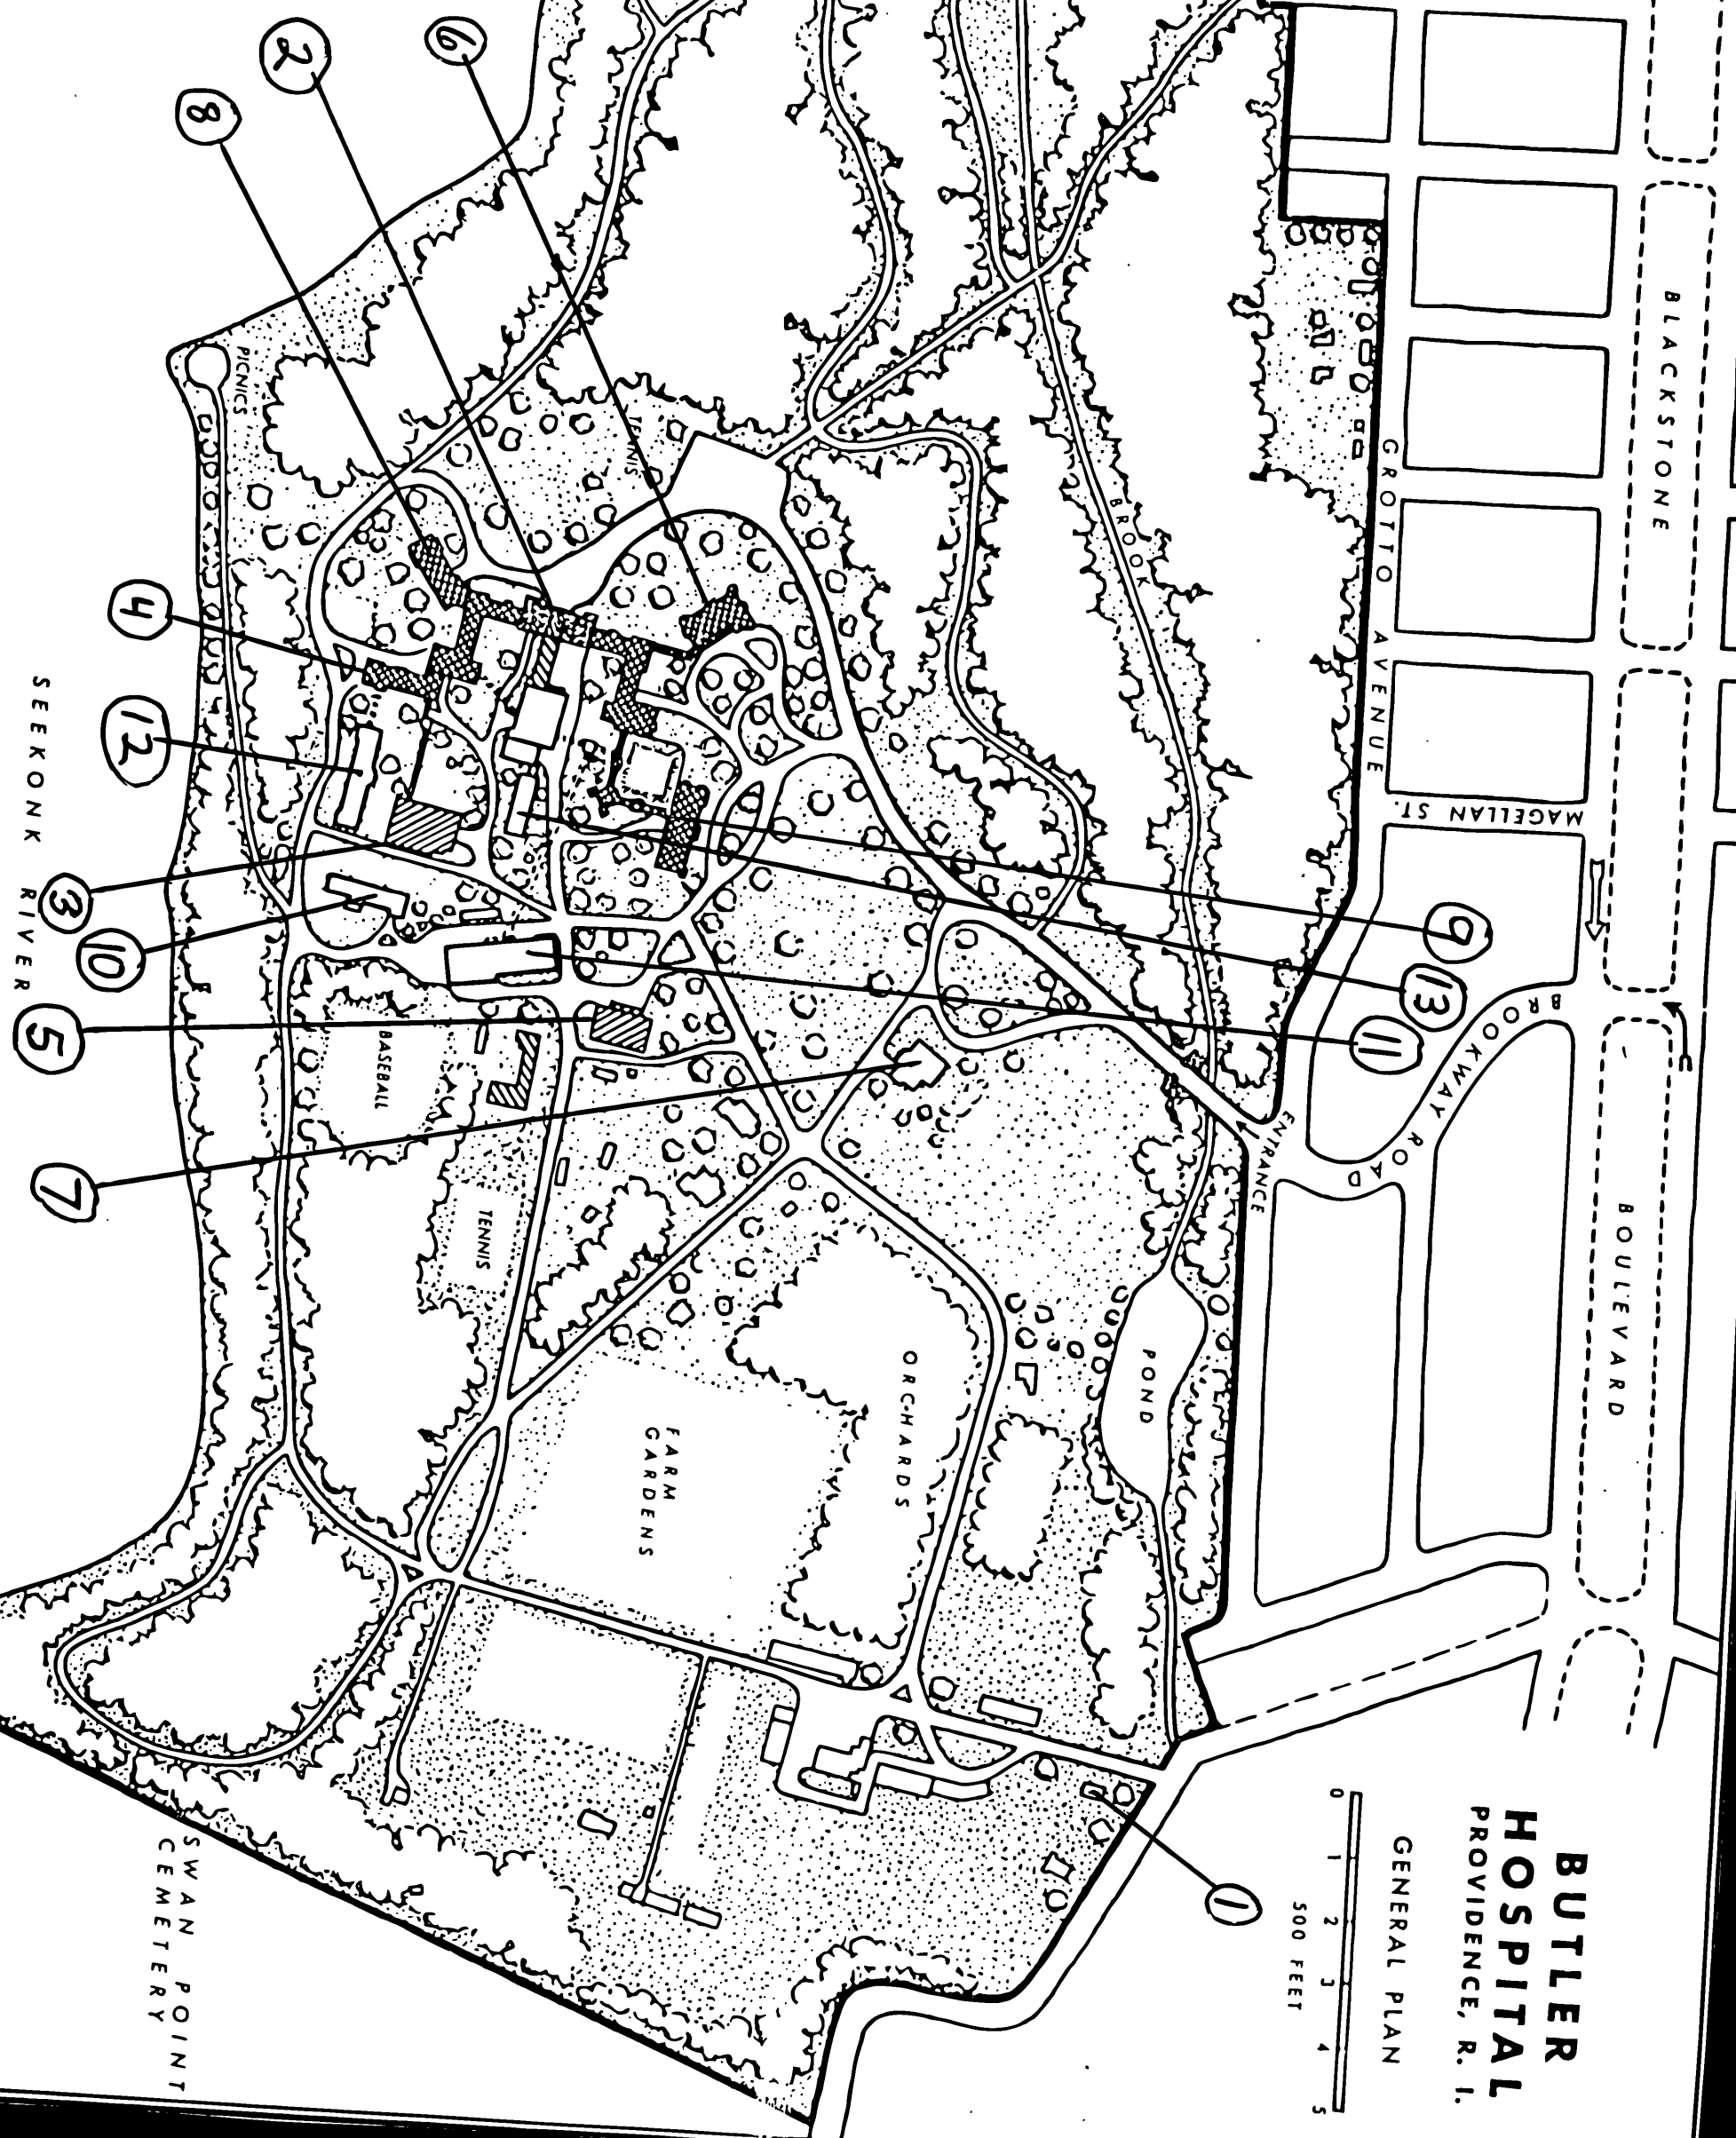 BUTLER
HOSPITAL
PROVIDENCE, R. I.
GENERAL PLAN
0 1 2 3 4 5
500 FEET
BLACKSTONE
BOULEVARD
GROTTO AVENUE
MAGELLAN ST.
BROOKWAY ROAD
ENTRANCE
BROOK
POND
ORCHARDS
FARM
GARDENS
TENNIS
TENNIS
BASEBALL
PICNICS
SEEKONK RIVER
SWAN POINT
CEMETERY
6
2
8
4
12
3
10
5
7
9
13
11
1